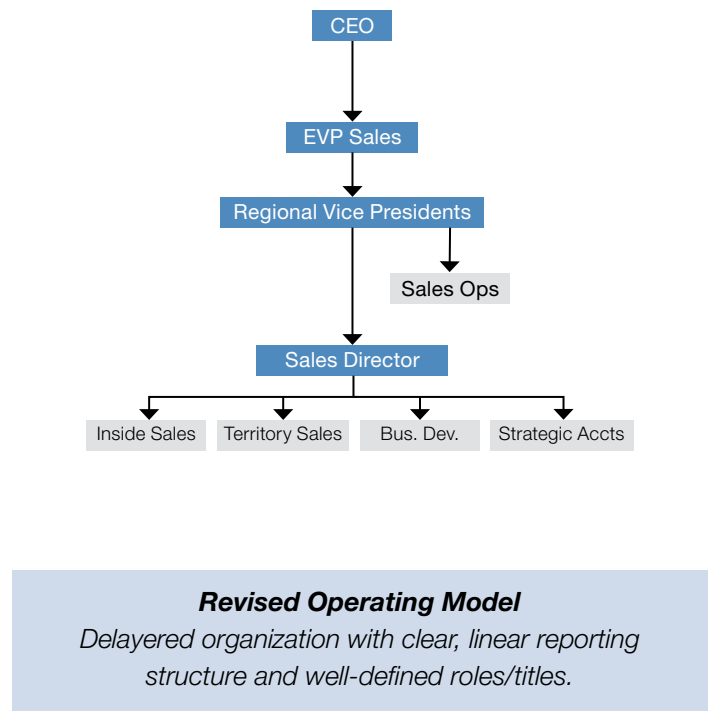 CEO
EVP Sales
Regional Vice Presidents
Sales Ops
Sales Director
Inside Sales
Territory Sales
Bus. Dev.
Strategic Accts
Revised Operating Model
Delayered organization with clear, linear reporting
structure and well-defined roles/titles.